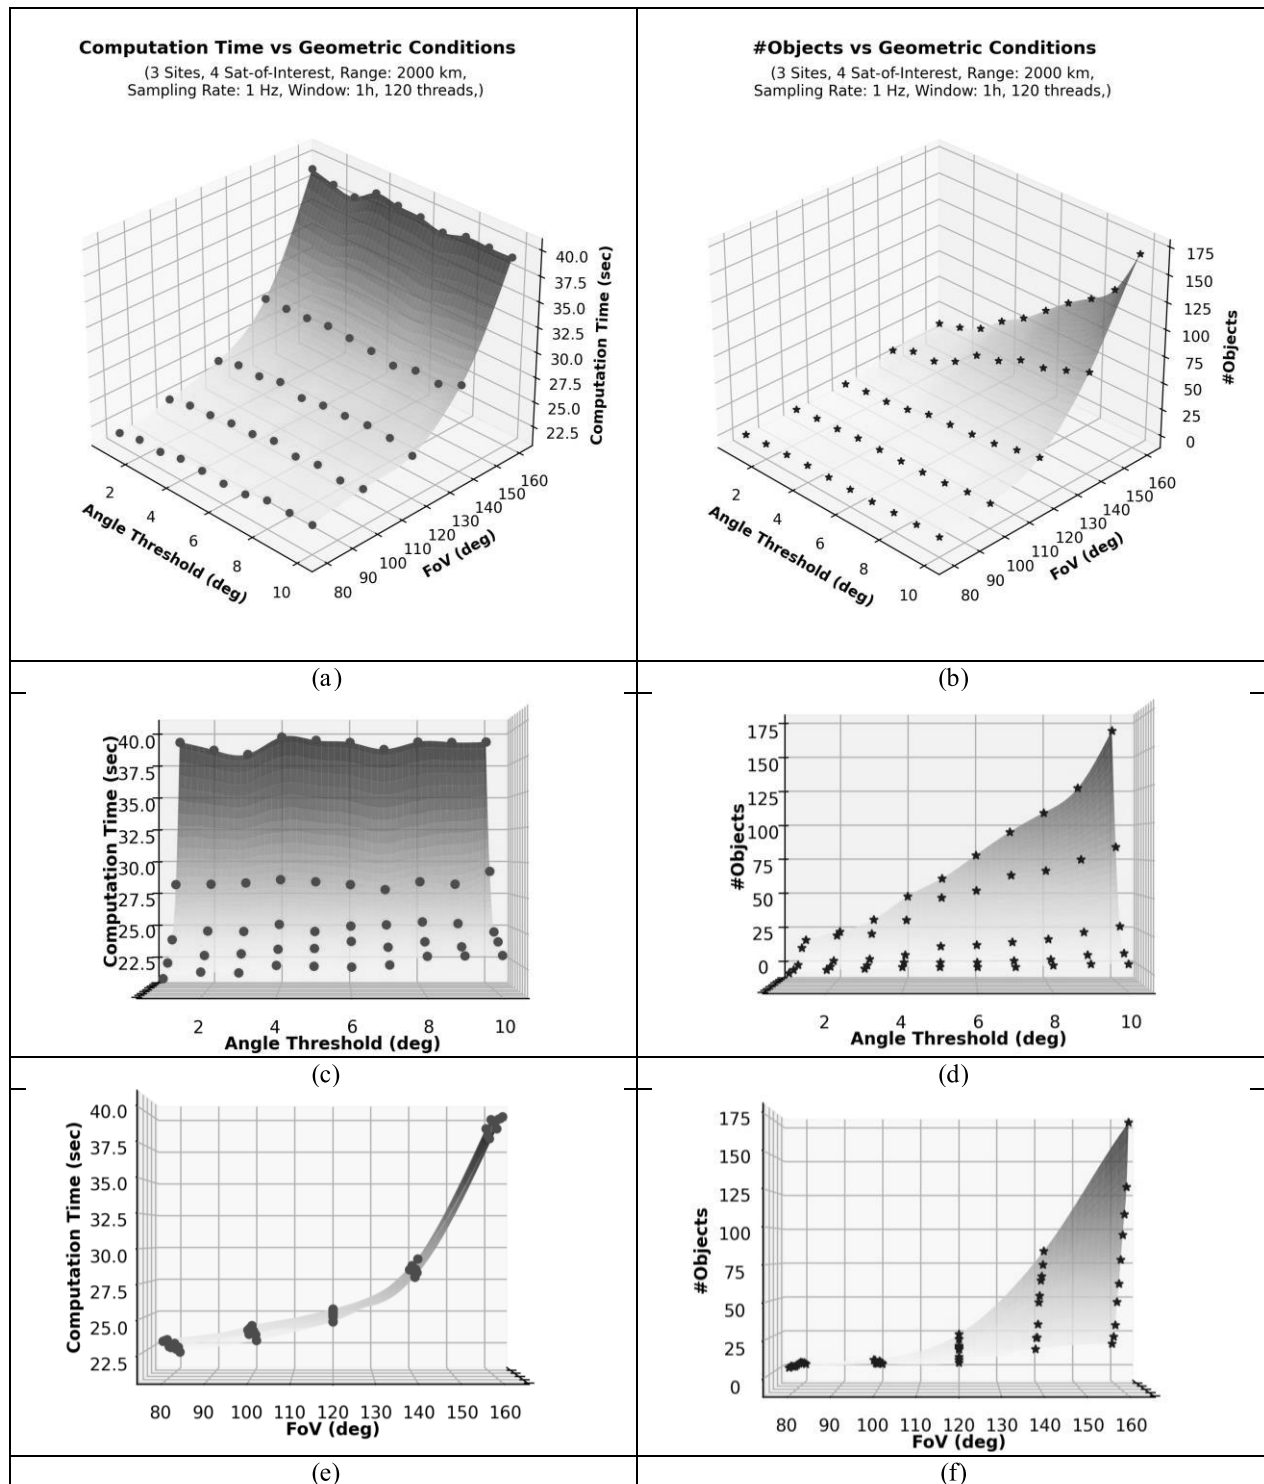 Computation Time vs Geometric Conditions
(3 Sites, 4 Sat-of-Interest, Range: 2000 km,
Sampling Rate: 1 Hz, Window: 1h, 120 threads,)
40.0
37.5
35.0
32.5
30.0
27.5
25.0
22.5
Computation Time (sec)
2
4
6
8
10
Angle Threshold (deg)
80
90
100
110
120
130
140
150
160
FoV (deg)
(a)
#Objects vs Geometric Conditions
(3 Sites, 4 Sat-of-Interest, Range: 2000 km,
Sampling Rate: 1 Hz, Window: 1h, 120 threads,)
175
150
125
100
75
50
25
0
#Objects
2
4
6
8
10
Angle Threshold (deg)
80
90
100
110
120
130
140
150
160
FoV (deg)
(b)
40.0
37.5
35.0
32.5
30.0
27.5
25.0
22.5
Computation Time (sec)
2 4 6 8 10
Angle Threshold (deg)
(c)
175
150
125
100
75
50
25
0
#Objects
2 4 6 8 10
Angle Threshold (deg)
(d)
40.0
37.5
35.0
32.5
30.0
27.5
25.0
22.5
Computation Time (sec)
80 90 100 110 120 130 140 150 160
FoV (deg)
(e)
175
150
125
100
75
50
25
0
#Objects
80 90 100 110 120 130 140 150 160
FoV (deg)
(f)